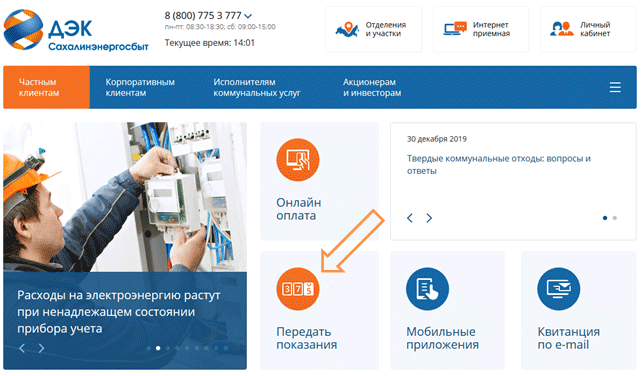 ДЭК
Сахалинэнергосбыт
8 (800) 775 3 777
пн-пт: 08:30-18:30; сб: 09:00-15:00
Текущее время: 14:01
Отделения
и участки
Интернет
приемная
Личный
кабинет
Частным
клиентам
Корпоративным
клиентам
Исполнителям
коммунальных услуг
Акционерам
и инвесторам
Расходы на электроэнергию растут
при ненадлежащем состоянии
прибора учета
Онлайн
оплата
30 декабря 2019
Твердые коммунальные отходы: вопросы и
ответы
3 7 5
Передать
показания
Мобильные
приложения
Квитанция
по e-mail